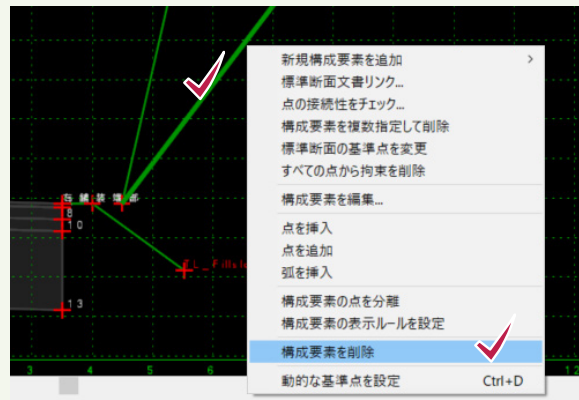 新規構成要素を追加
標準断面文書リンク...
点の接続性をチェック...
構成要素を複数指定して削除
標準断面の基準点を変更
すべての点から拘束を削除
構成要素を編集...
点を挿入
点を追加
弧を挿入
構成要素の点を分離
構成要素の表示ルールを設定
構成要素を削除
動的な基準点を設定 Ctrl+D
8
10
13
3 4 5 6 12